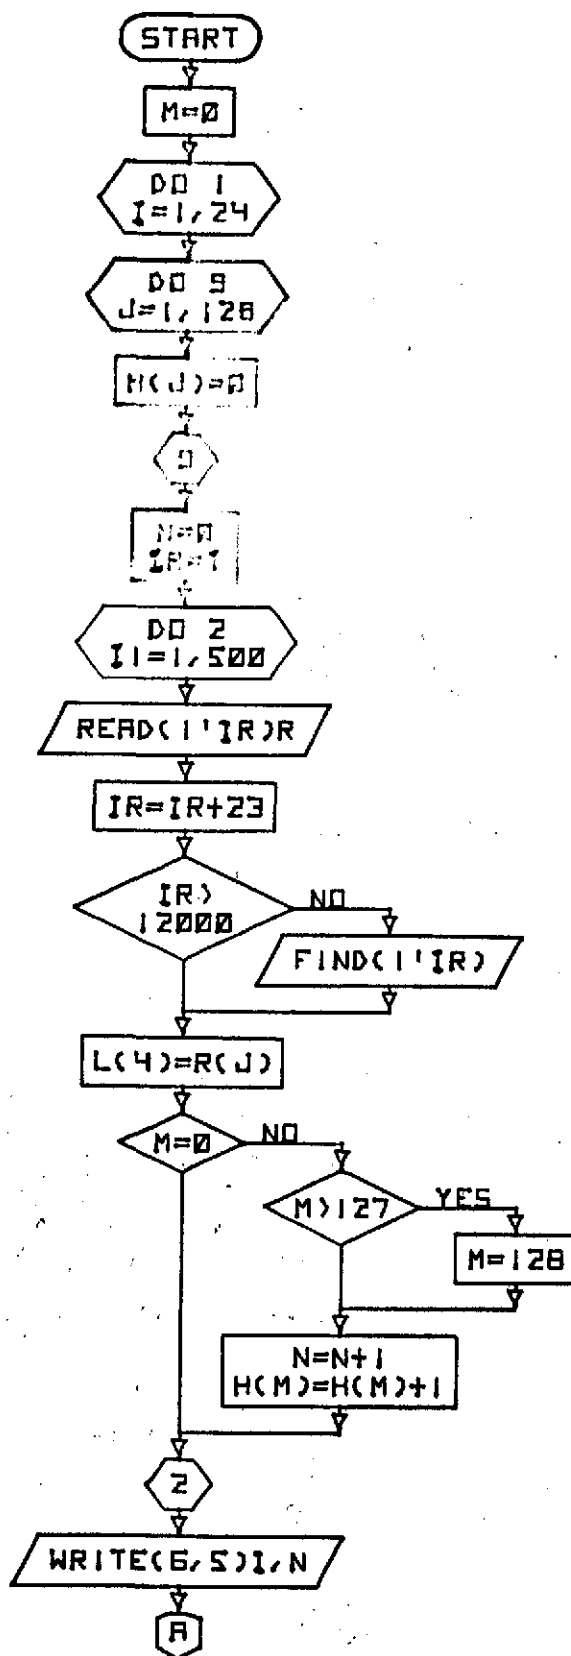 START
M=0
DO 1
I=1,24
DO 9
J=1,128
H(J)=0
9
N=0
IR=I
DO 2
I1=1,500
READ(1'IR)R
IR=IR+23
IR>
12000
NO
FIND(1'IR)
L(4)=R(J)
M=0
NO
M>127
YES
M=128
N=N+1
H(M)=H(M)+1
2
WRITE(6,5)I,N
A